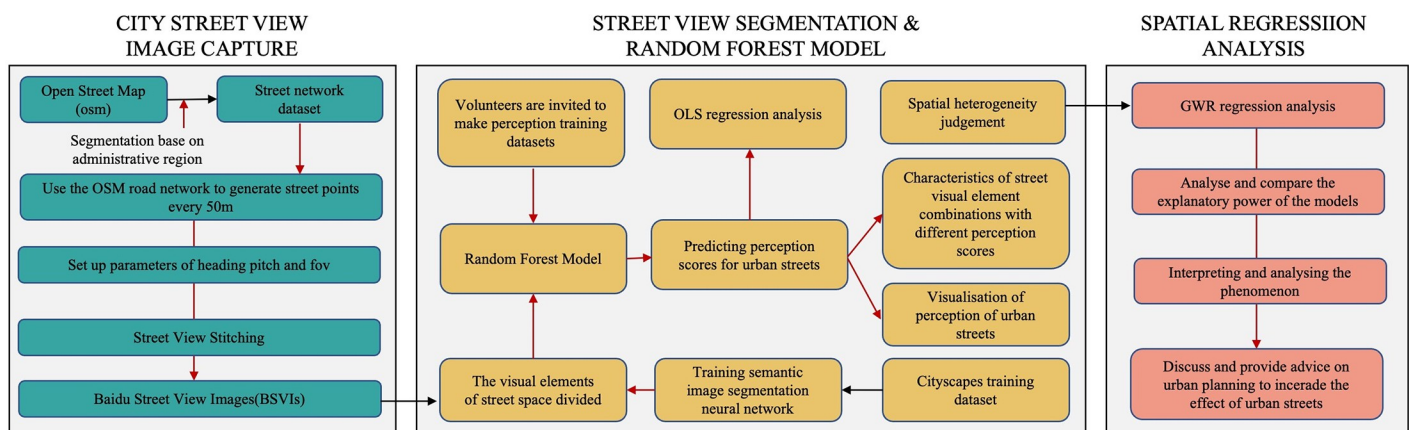 CITY STREET VIEW
IMAGE CAPTURE
Open Street Map
(osm)
Street network
dataset
Segmentation base on
administrative region
Use the OSM road network to generate street points
every 50m
Set up parameters of heading pitch and fov
Street View Stitching
Baidu Street View Images(BSVIs)
STREET VIEW SEGMENTATION &
RANDOM FOREST MODEL
Volunteers are invited to
make perception training
datasets
OLS regression analysis
Spatial heterogeneity
judgement
Random Forest Model
Predicting perception
scores for urban streets
Characteristics of street
visual element
combinations with
different perception
scores
Visualisation of
perception of urban
streets
The visual elements
of street space divided
Training semantic
image segmentation
neural network
Cityscapes training
dataset
SPATIAL REGRESSIION
ANALYSIS
GWR regression analysis
Analyse and compare the
explanatory power of the models
Interpreting and analysing the
phenomenon
Discuss and provide advice on
urban planning to incerade the
effect of urban streets